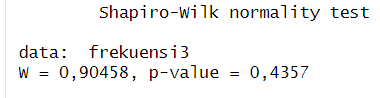 Shapiro-Wilk normality test
data:  frekuensi3
W = 0,90458, p-value = 0,4357